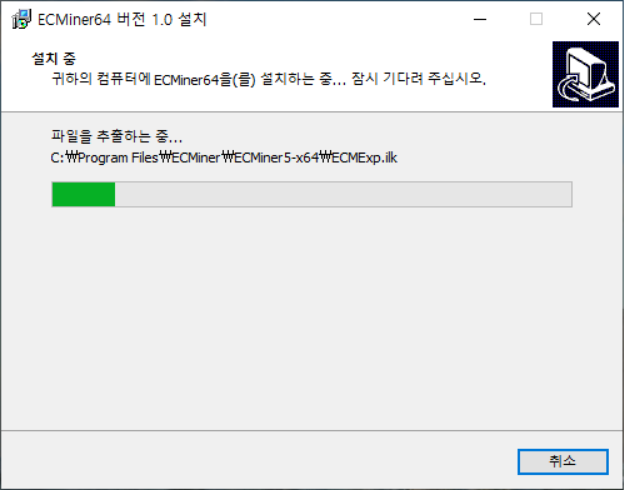 ECMiner64 버전 1.0 설치
설치 중
귀하의 컴퓨터에 ECMiner64을(를) 설치하는 중... 잠시 기다려 주십시오.
파일을 추출하는 중...
C:₩Program Files₩ECMiner₩ECMiner5-x64₩ECMExp.ilk
취소